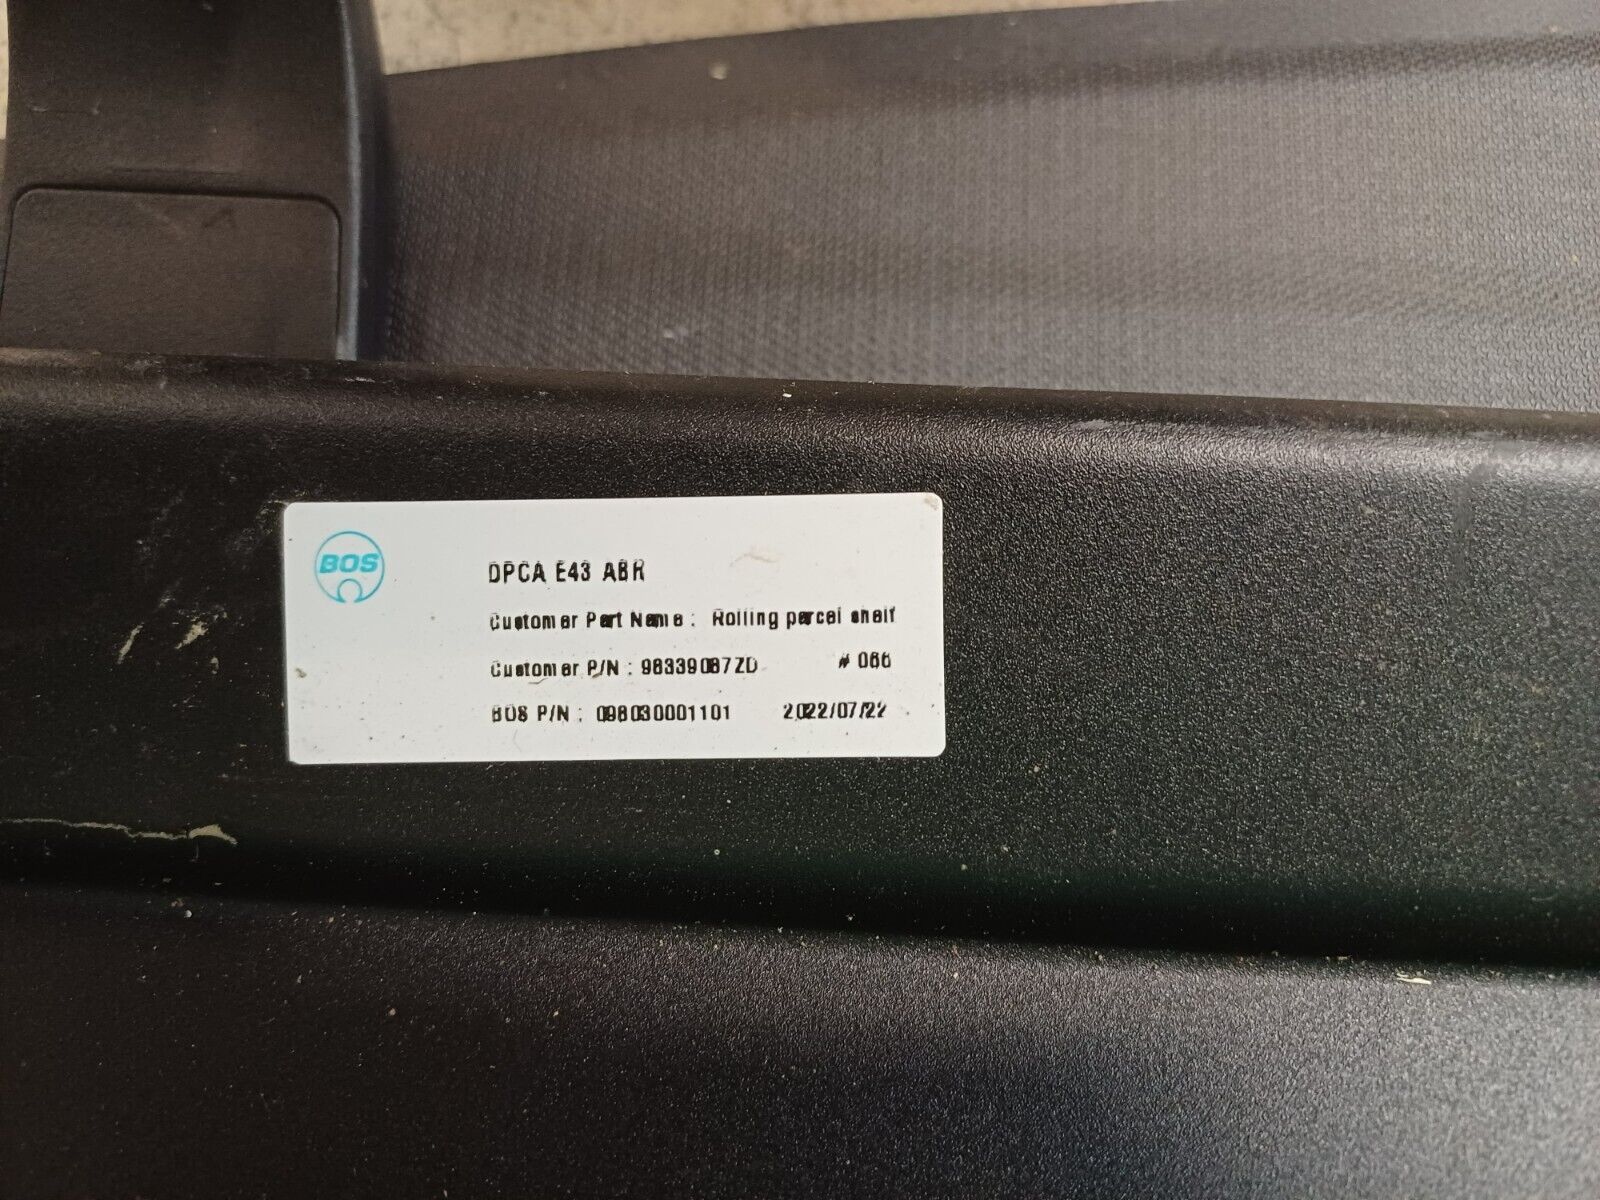 BOS
DPCA E43 ABR
Customer Part Name : Rolling parcel shelf
Customer P/N : 98339087ZD # 066
BOS P/N : 098030001101 2022/07/22